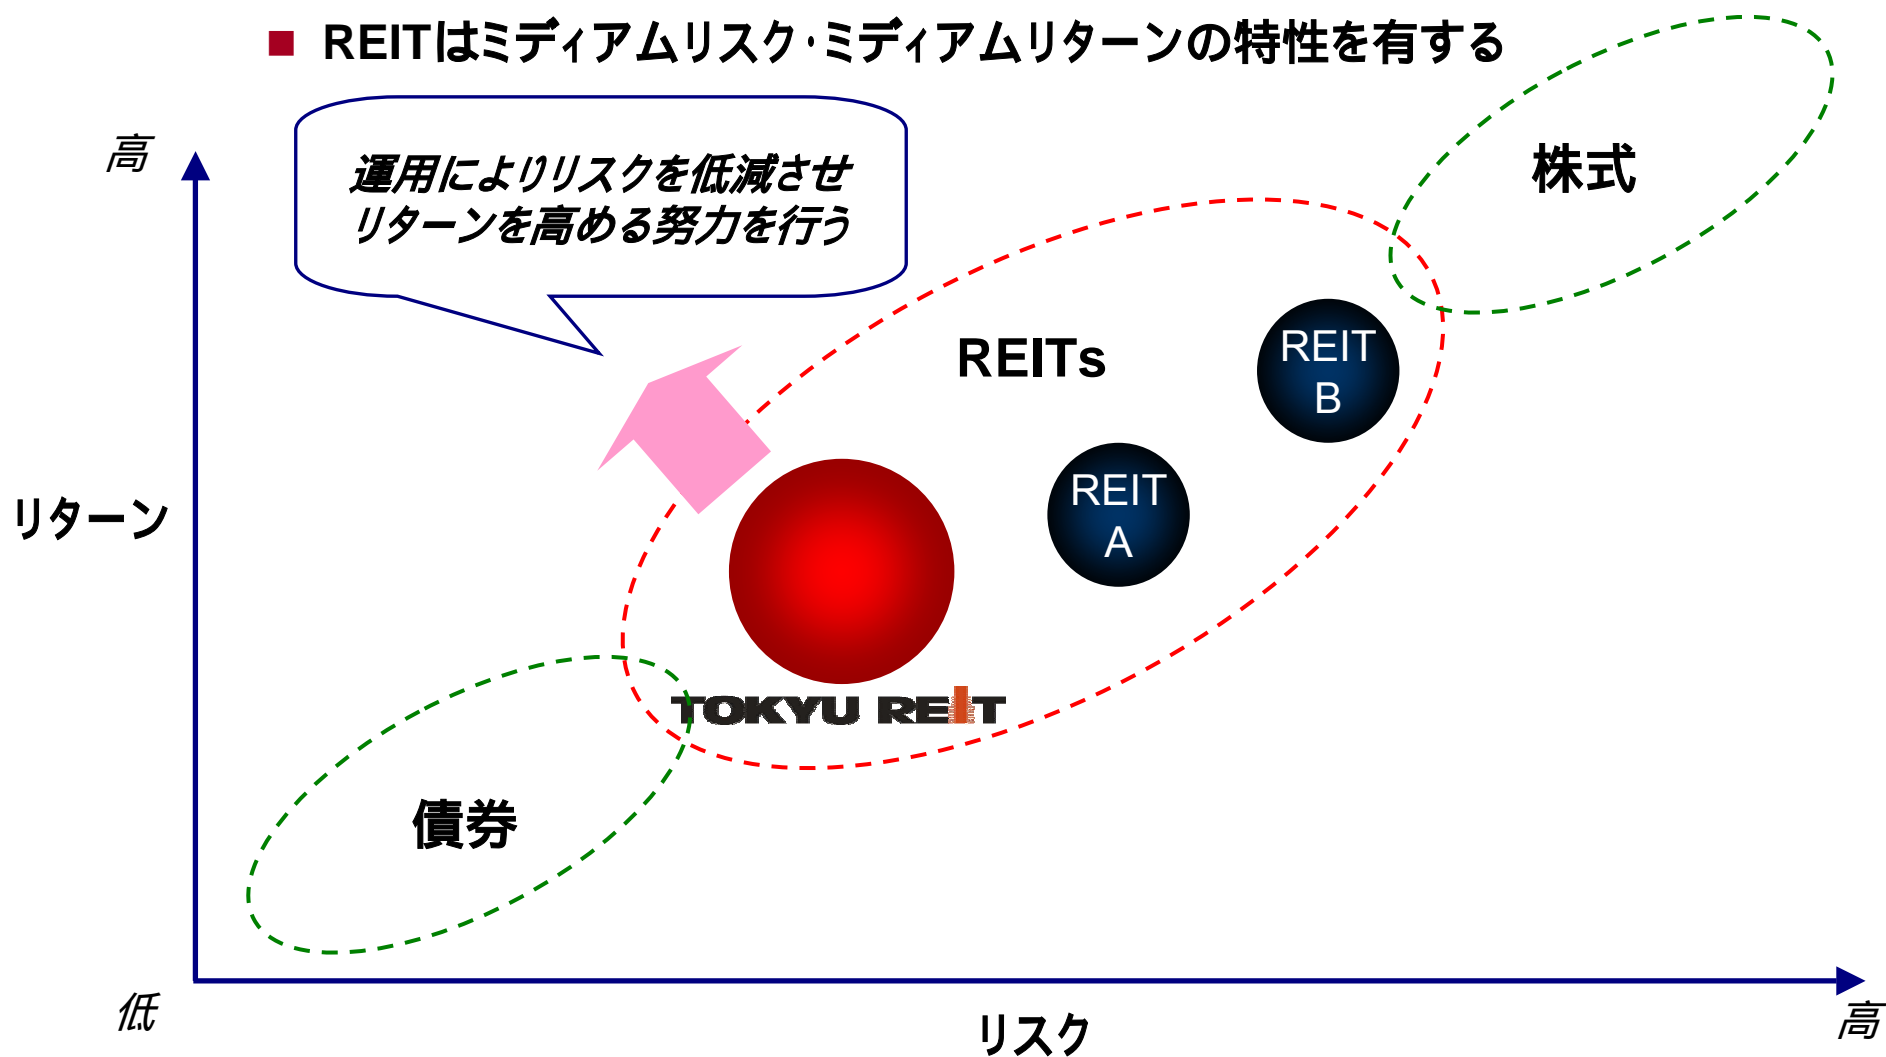 ■ REITはミディアムリスク・ミディアムリターンの特性を有する
高
運用によりリスクを低減させ
リターンを高める努力を行う
株式
REITs
REIT
B
REIT
A
リターン
TOKYU REIT
債券
低
リスク
高